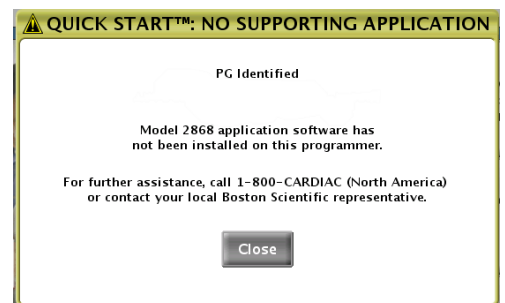 QUICK START™: NO SUPPORTING APPLICATION
PG Identified
Model 2868 application software has
not been installed on this programmer.
For further assistance, call 1-800-CARDIAC (North America)
or contact your local Boston Scientific representative.
Close